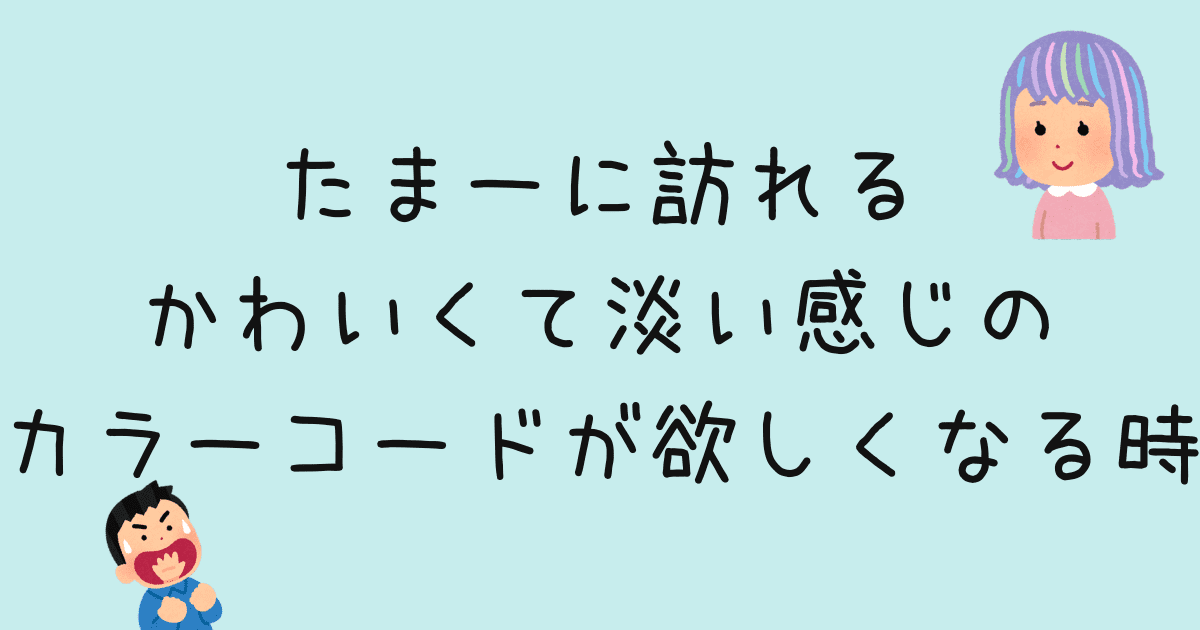 たまーに訪れる
かわいくて淡い感じの
カラーコードが欲しくなる時